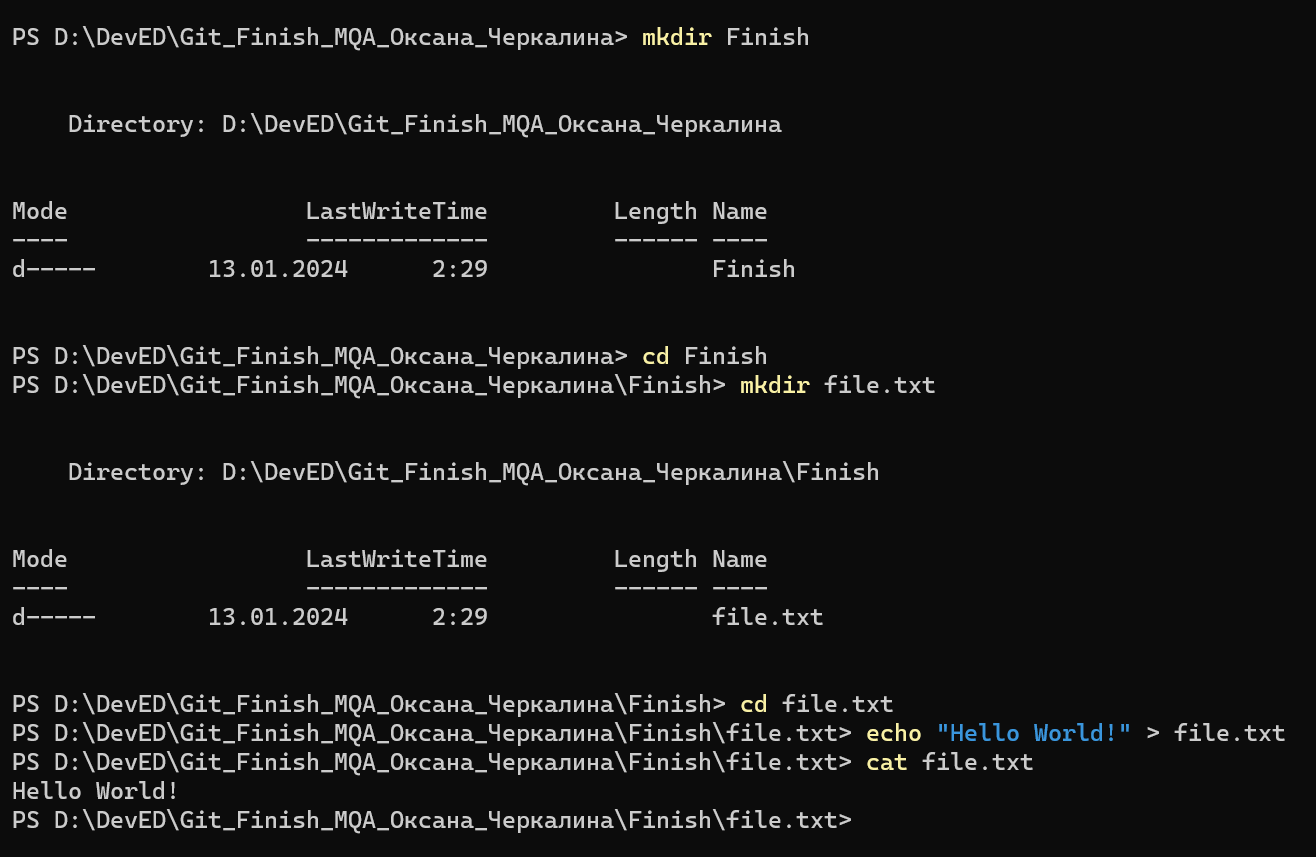 PS D:\DevED\Git_Finish_MQA_Оксана_Черкалина> mkdir Finish
Directory: D:\DevED\Git_Finish_MQA_Оксана_Черкалина
Mode                 LastWriteTime         Length Name
----                 -------------         ------ ----
d-----        13.01.2024      2:29                Finish
PS D:\DevED\Git_Finish_MQA_Оксана_Черкалина> cd Finish
PS D:\DevED\Git_Finish_MQA_Оксана_Черкалина\Finish> mkdir file.txt
Directory: D:\DevED\Git_Finish_MQA_Оксана_Черкалина\Finish
Mode                 LastWriteTime         Length Name
----                 -------------         ------ ----
d-----        13.01.2024      2:29                file.txt
PS D:\DevED\Git_Finish_MQA_Оксана_Черкалина\Finish> cd file.txt
PS D:\DevED\Git_Finish_MQA_Оксана_Черкалина\Finish\file.txt> echo "Hello World!" > file.txt
PS D:\DevED\Git_Finish_MQA_Оксана_Черкалина\Finish\file.txt> cat file.txt
Hello World!
PS D:\DevED\Git_Finish_MQA_Оксана_Черкалина\Finish\file.txt>